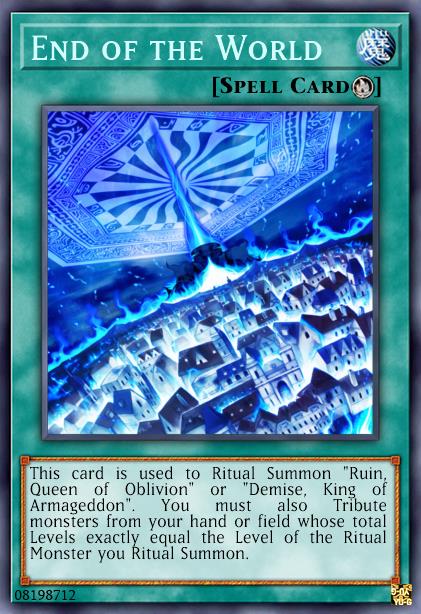 End of the World
魔
[Spell Card]
This card is used to Ritual Summon "Ruin,
Queen of Oblivion" or "Demise, King of
Armageddon". You must also Tribute
monsters from your hand or field whose total
Levels exactly equal the Level of the Ritual
Monster you Ritual Summon.
08198712